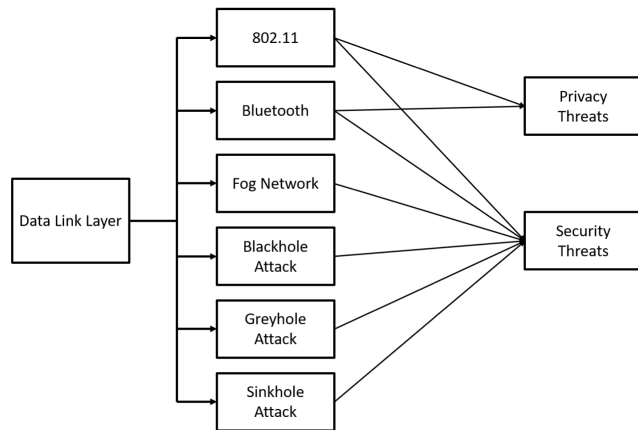 802.11
Bluetooth
Privacy
Threats
Fog Network
Data Link Layer
Blackhole
Attack
Security
Threats
Greyhole
Attack
Sinkhole
Attack